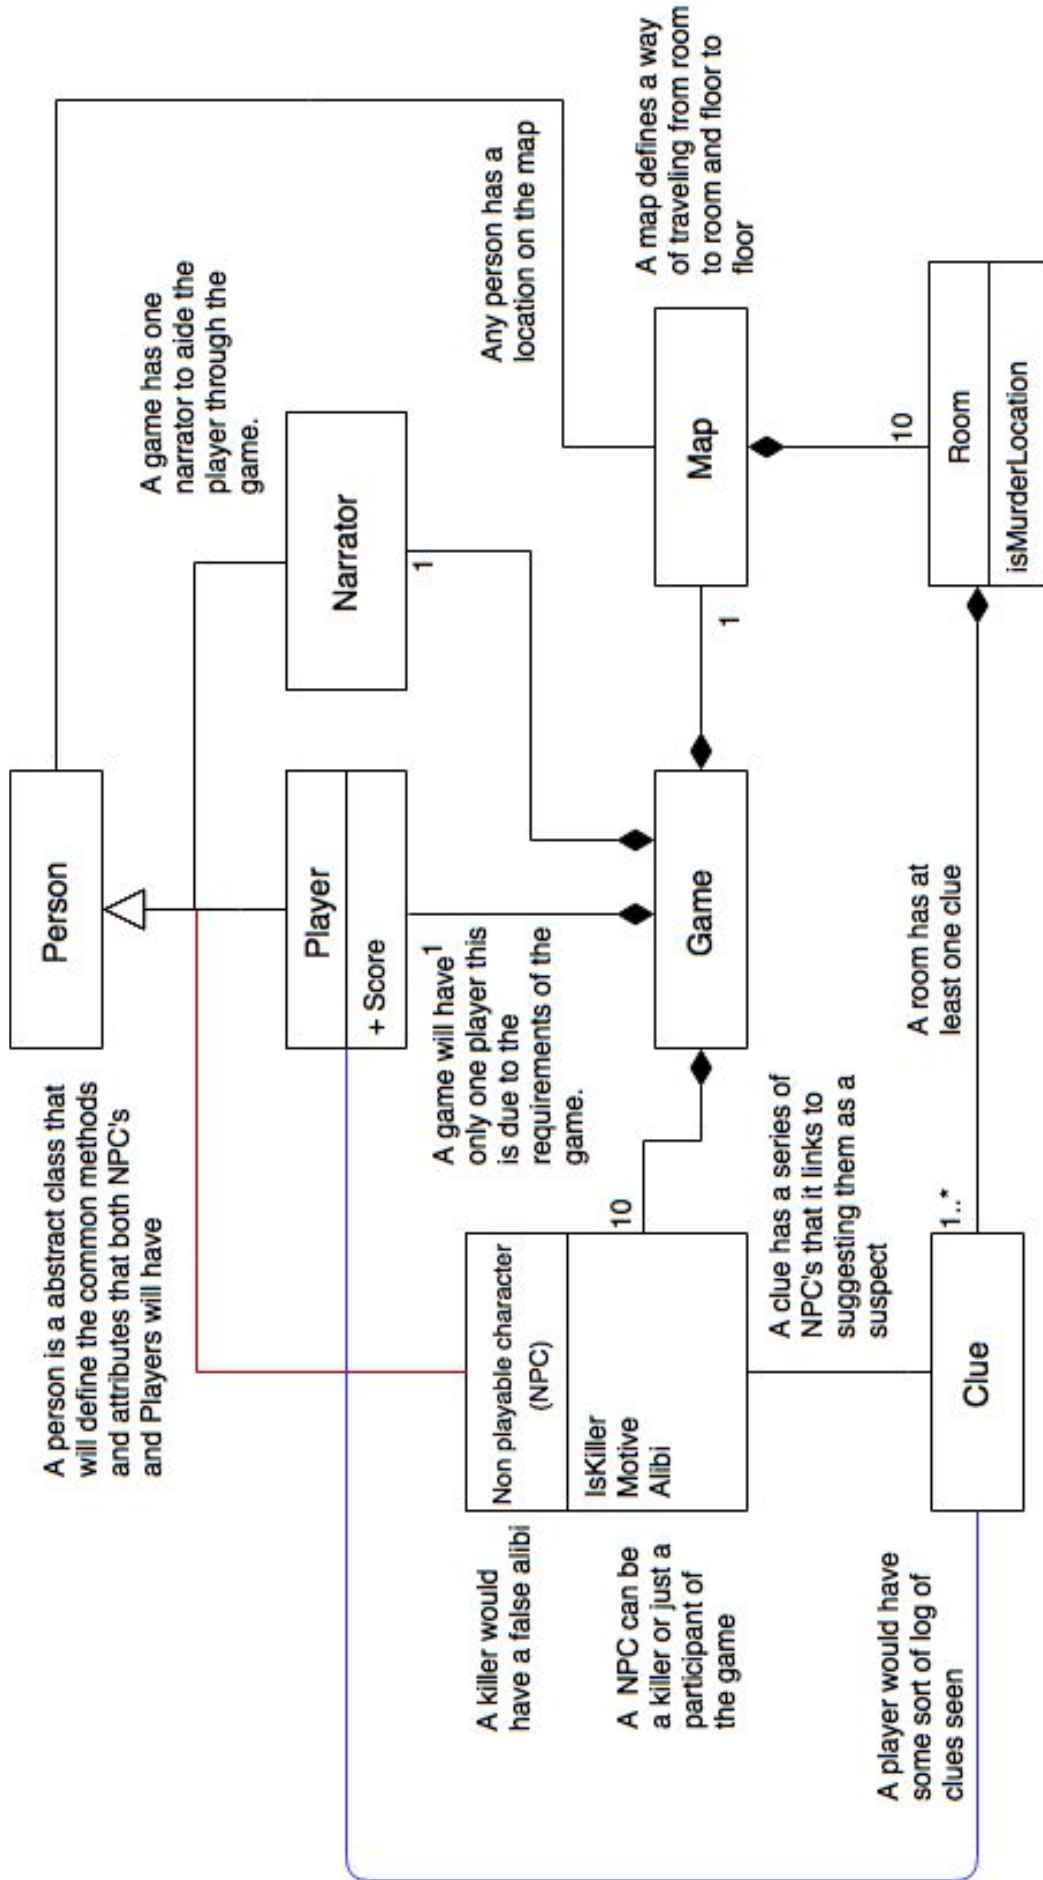 A person is a abstract class that
will define the common methods
and attributes that both NPC's
and Players will have
Person
A game has one
narrator to aide the
player through the
game.
Player
+ Score
Narrator
1
A game will have
1
only one player this
is due to the
requirements of the
game.
Any person has a
location on the map
A killer would
have a false alibi
A NPC can be
a killer or just a
participant of
the game
Non playable character
(NPC)
IsKiller
Motive
Alibi
10
Game
1
Map
A map defines a way
of traveling from room
to room and floor to
floor
A clue has a series of
NPC's that it links to
suggesting them as a
suspect
A player would have
some sort of log of
clues seen
Clue
1..*
A room has at
least one clue
10
Room
isMurderLocation